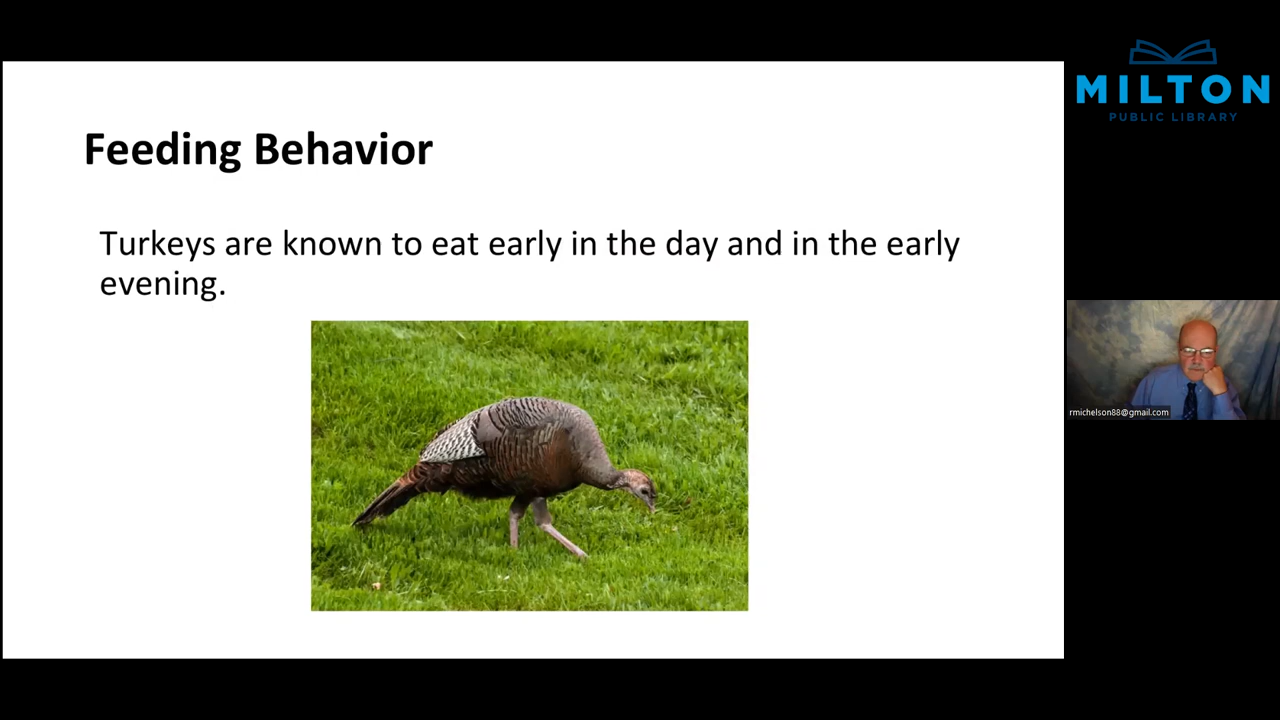 Feeding Behavior
Turkeys are known to eat early in the day and in the early
evening.
MILTON
PUBLIC LIBRARY
rmichelson88@gmail.com